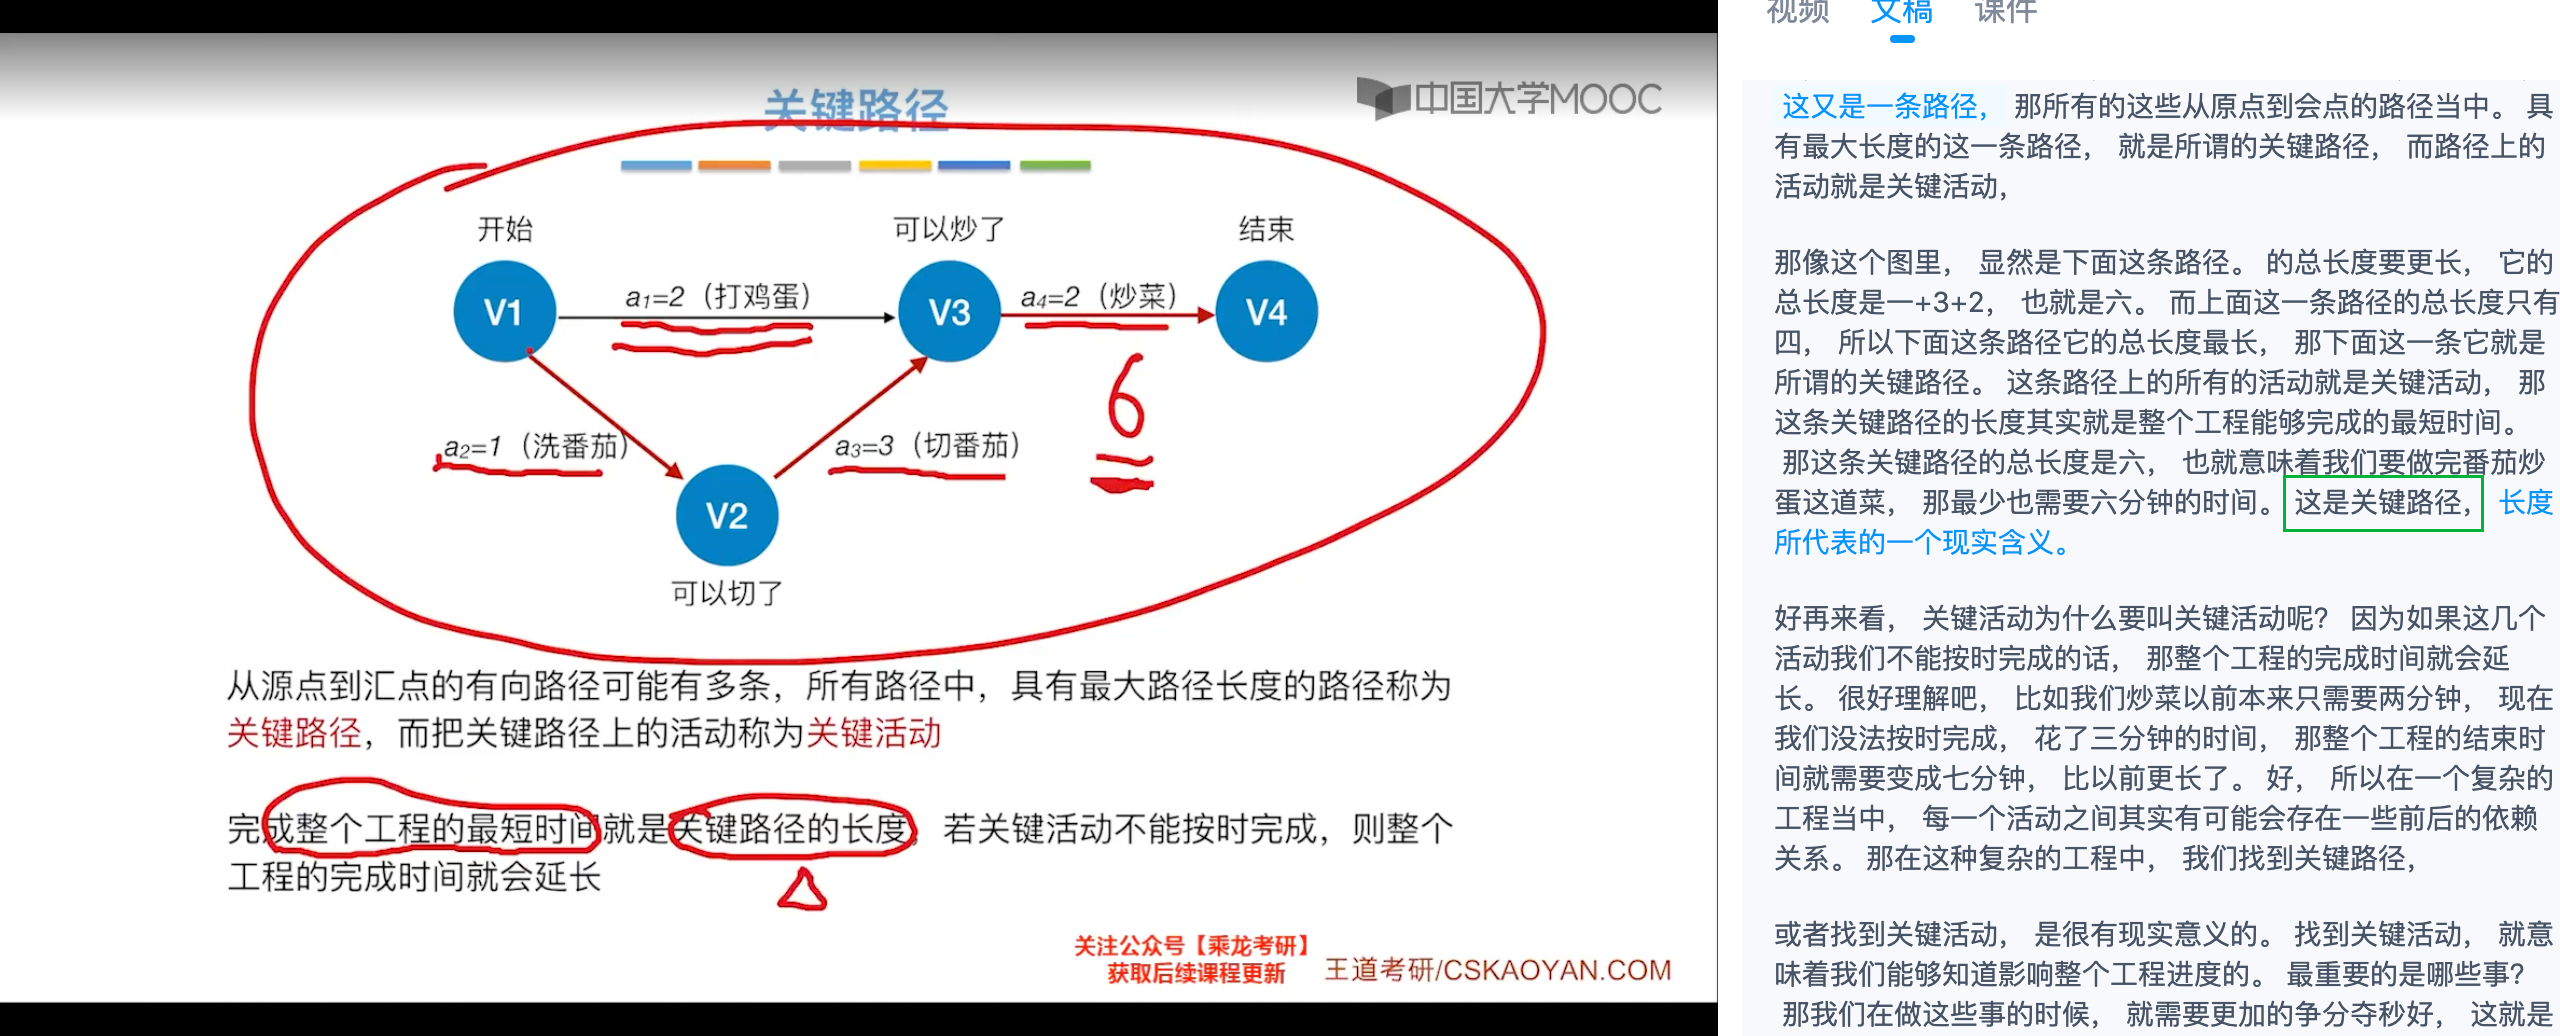 关键路径
中国大学MOOC
开始
可以炒了
结束
V1
a1=2（打鸡蛋）
V3
a4=2（炒菜）
V4
6
a2=1（洗番茄）
a3=3（切番茄）
V2
可以切了
从源点到汇点的有向路径可能有多条，所有路径中，具有最大路径长度的路径称为
关键路径，而把关键路径上的活动称为关键活动
完成整个工程的最短时间就是关键路径的长度，若关键活动不能按时完成，则整个
工程的完成时间就会延长
关注公众号【乘龙考研】
获取后续课程更新
王道考研/CSKAOYAN.COM
视频 文稿 课件
这又是一条路径， 那所有的这些从原点到会点的路径当中。 具
有最大长度的这一条路径， 就是所谓的关键路径， 而路径上的
活动就是关键活动，
那像这个图里， 显然是下面这条路径。 的总长度要更长， 它的
总长度是一+3+2， 也就是六。 而上面这一条路径的总长度只有
四， 所以下面这条路径它的总长度最长， 那下面这一条它就是
所谓的关键路径。 这条路径上的所有的活动就是关键活动， 那
这条关键路径的长度其实就是整个工程能够完成的最短时间。
那这条关键路径的总长度是六， 也就意味着我们要做完番茄炒
蛋这道菜， 那最少也需要六分钟的时间。 这是关键路径， 长度
所代表的一个现实含义。
好再来看， 关键活动为什么要叫关键活动呢？ 因为如果这几个
活动我们不能按时完成的话， 那整个工程的完成时间就会延
长。 很好理解吧， 比如我们炒菜以前本来只需要两分钟， 现在
我们没法按时完成， 花了三分钟的时间， 那整个工程的结束时
间就需要变成七分钟， 比以前更长了。 好， 所以在一个复杂的
工程当中， 每一个活动之间其实有可能会存在一些前后的依赖
关系。 那在这种复杂的工程中， 我们找到关键路径，
或者找到关键活动， 是很有现实意义的。 找到关键活动， 就意
味着我们能够知道影响整个工程进度的。 最重要的是哪些事？
那我们在做这些事的时候， 就需要更加的争分夺秒好， 这就是